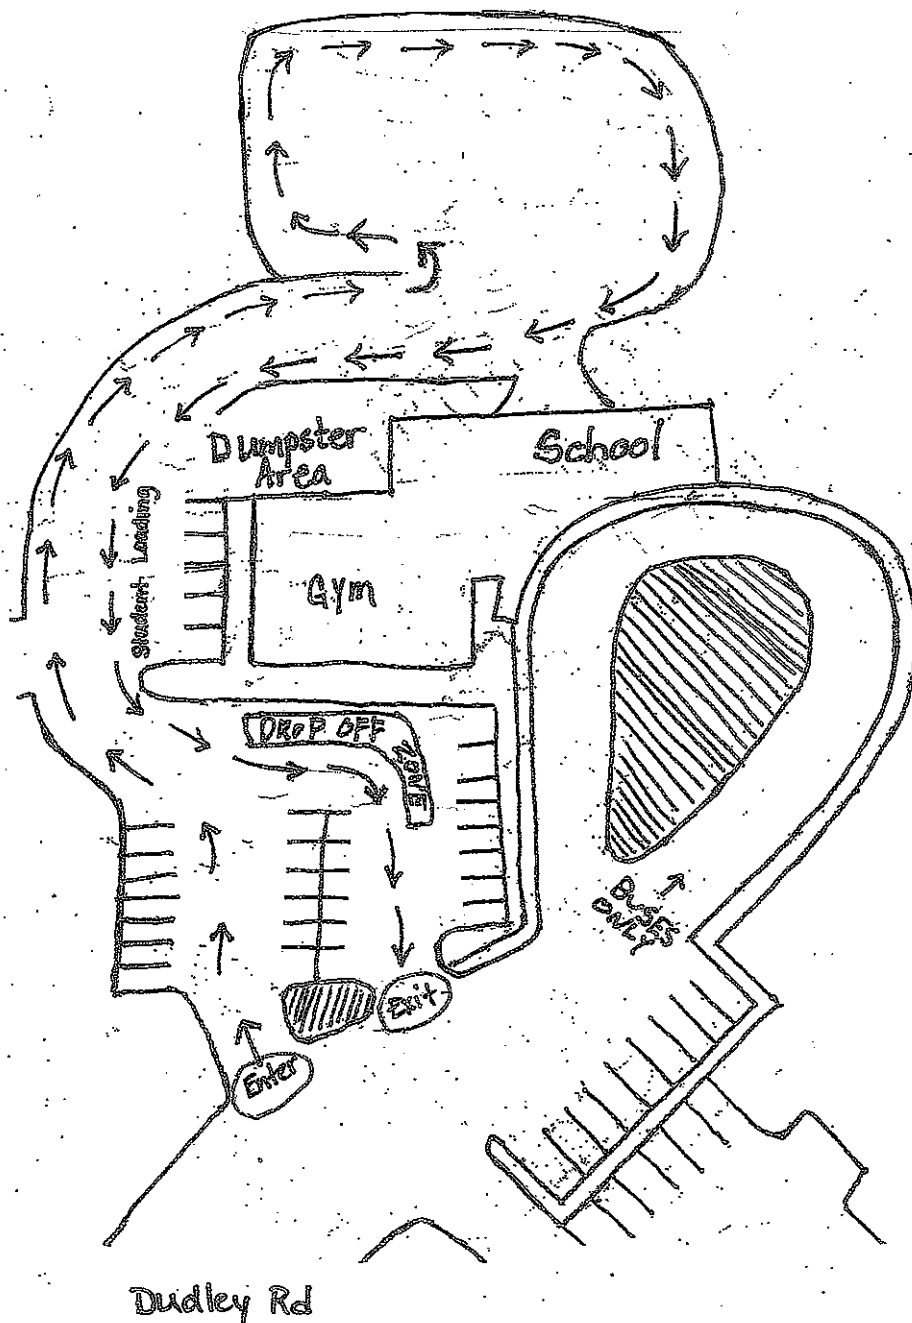 Dumpster
Area
School
Student Loading
Gym
DROP OFF
ZONE
BUSES
ONLY
Exit
Enter
Dudley Rd